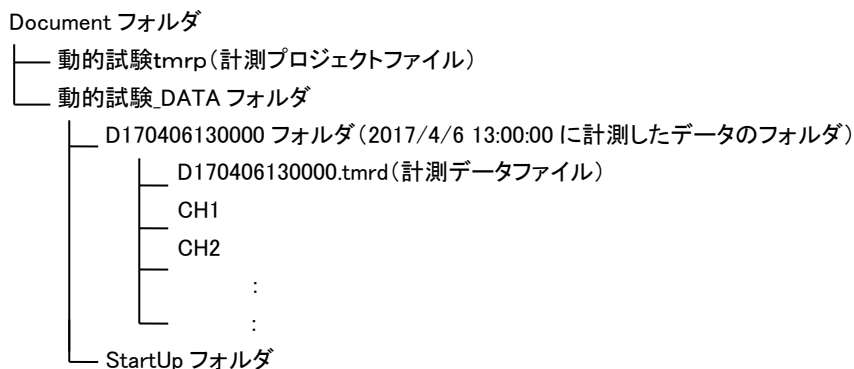 Document フォルダ
動的試験tmrp(計測プロジェクトファイル)
動的試験_DATA フォルダ
D170406130000 フォルダ(2017/4/6 13:00:00 に計測したデータのフォルダ)
D170406130000.tmrd(計測データファイル)
CH1
CH2
:
:
StartUp フォルダ